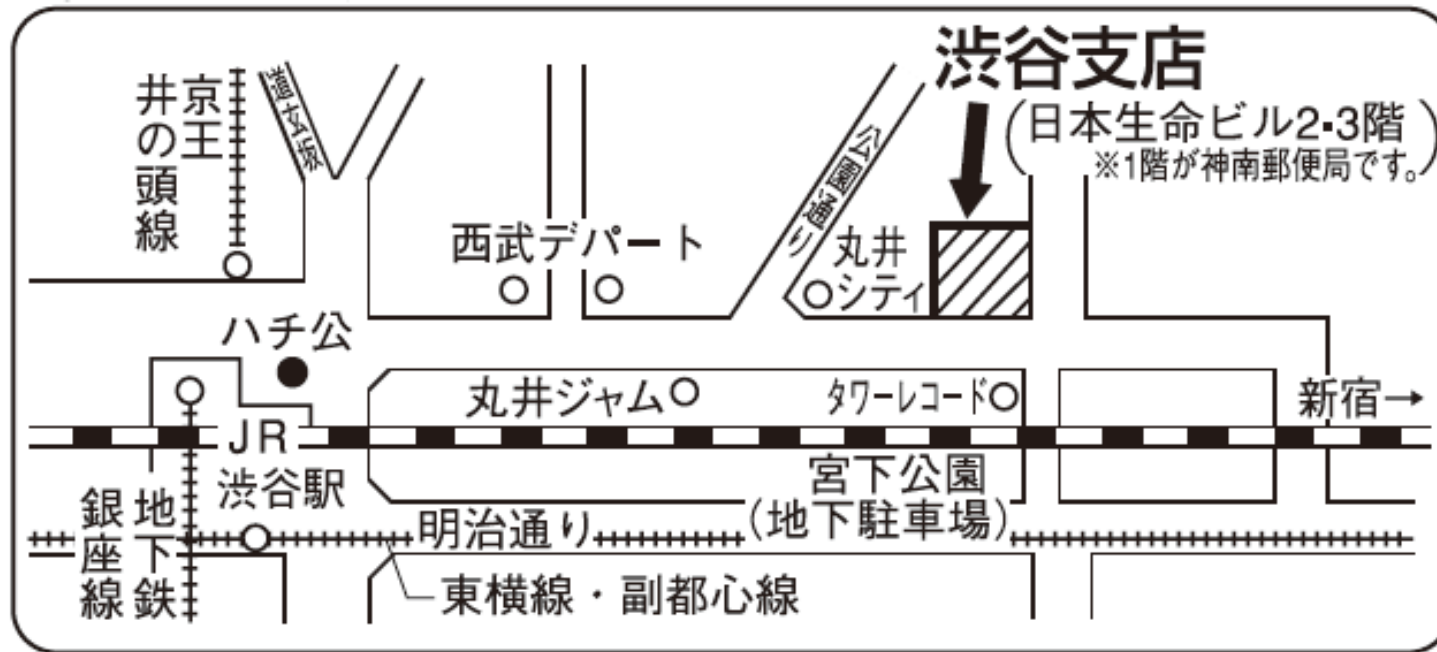 渋谷支店
(日本生命ビル2・3階)
※1階が神南郵便局です。
京王
井の頭線
道玄坂
公園通り
西武デパート
丸井
シティ
ハチ公
丸井ジャム
タワーレコード
新宿→
JR
渋谷駅
宮下公園
(地下駐車場)
明治通り
地下鉄
銀座線
東横線・副都心線